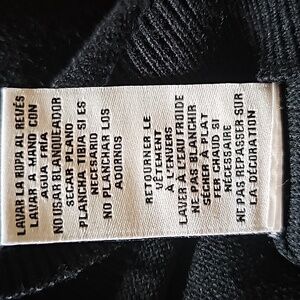 LAVAR LA ROPA AL REVÉS
LAVAR A MANO CON
AGUA FRIA
NO USAR BLANQUEADOR
SECAR PLANO
PLANCHA TIBIA SI ES
NECESARIO
NO PLANCHAR LOS
ADORNOS
RETOURNER LE
VÊTEMENT
À L'ENVERS
LAVER À L'EAU FROIDE
NE PAS BLANCHIR
SÉCHER À PLAT
FER CHAUD SI
NÉCESSAIRE
NE PAS REPASSER SUR
LA DÉCORATION